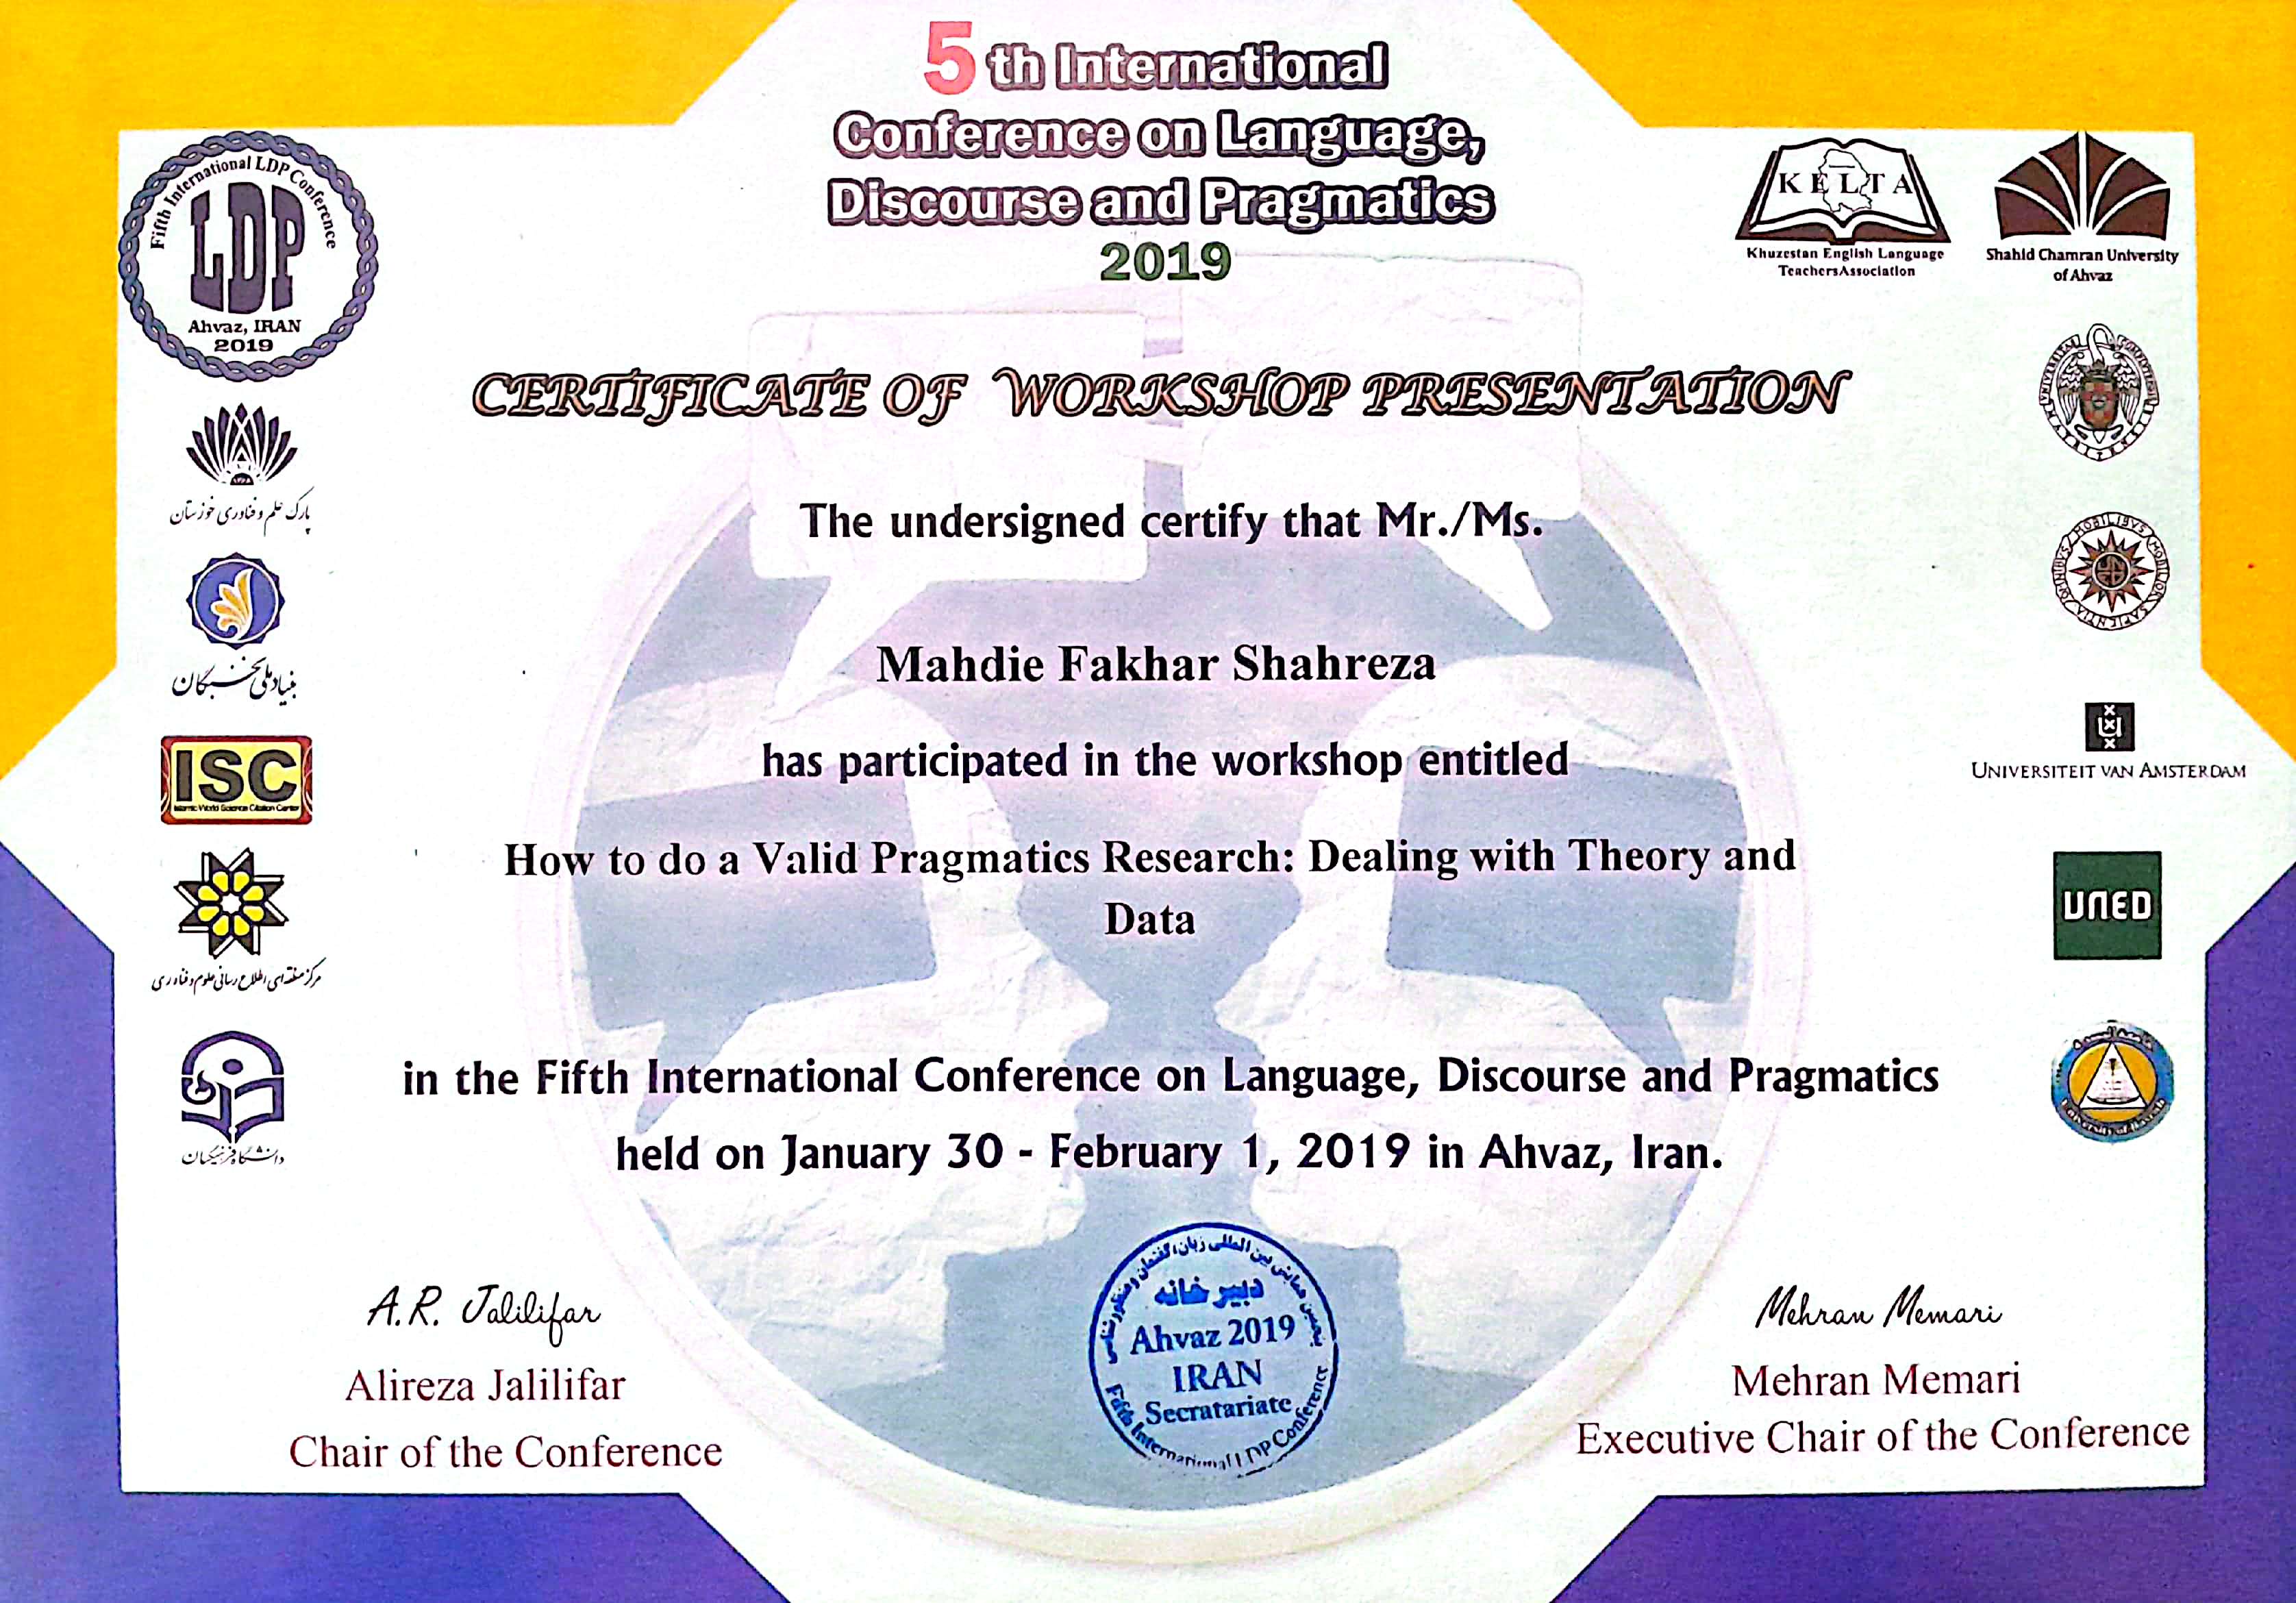 5 th International
Conference on Language,
Discourse and Pragmatics
2019
Fifth International LDP Conference
LDP
Ahvaz, IRAN
2019
KELTA
Khuzestan English Language
Teachers Association
Shahid Chamran University
of Ahvaz
CERTIFICATE OF WORKSHOP PRESENTATION
پارک علم و فناوری خوزستان
The undersigned certify that Mr./Ms.
بنیاد ملی نخبگان
Mahdie Fakhar Shahreza
UNIVERSITEIT VAN AMSTERDAM
has participated in the workshop entitled
ISC
Islamic World Science Citation Center
How to do a Valid Pragmatics Research: Dealing with Theory and
Data
UNED
مرکز منطقه‌ای اطلاع رسانی علوم و فناوری
in the Fifth International Conference on Language, Discourse and Pragmatics
held on January 30 - February 1, 2019 in Ahvaz, Iran.
دانشگاه فرهنگیان
A.R. Jalilifar
Alireza Jalilifar
Chair of the Conference
پنجمین همایش بین المللی زبان، گفتمان و منظورشناسی
دبیرخانه
Ahvaz 2019
IRAN
Secratariate
Fifth International LDP Conference
Mehran Memari
Mehran Memari
Executive Chair of the Conference